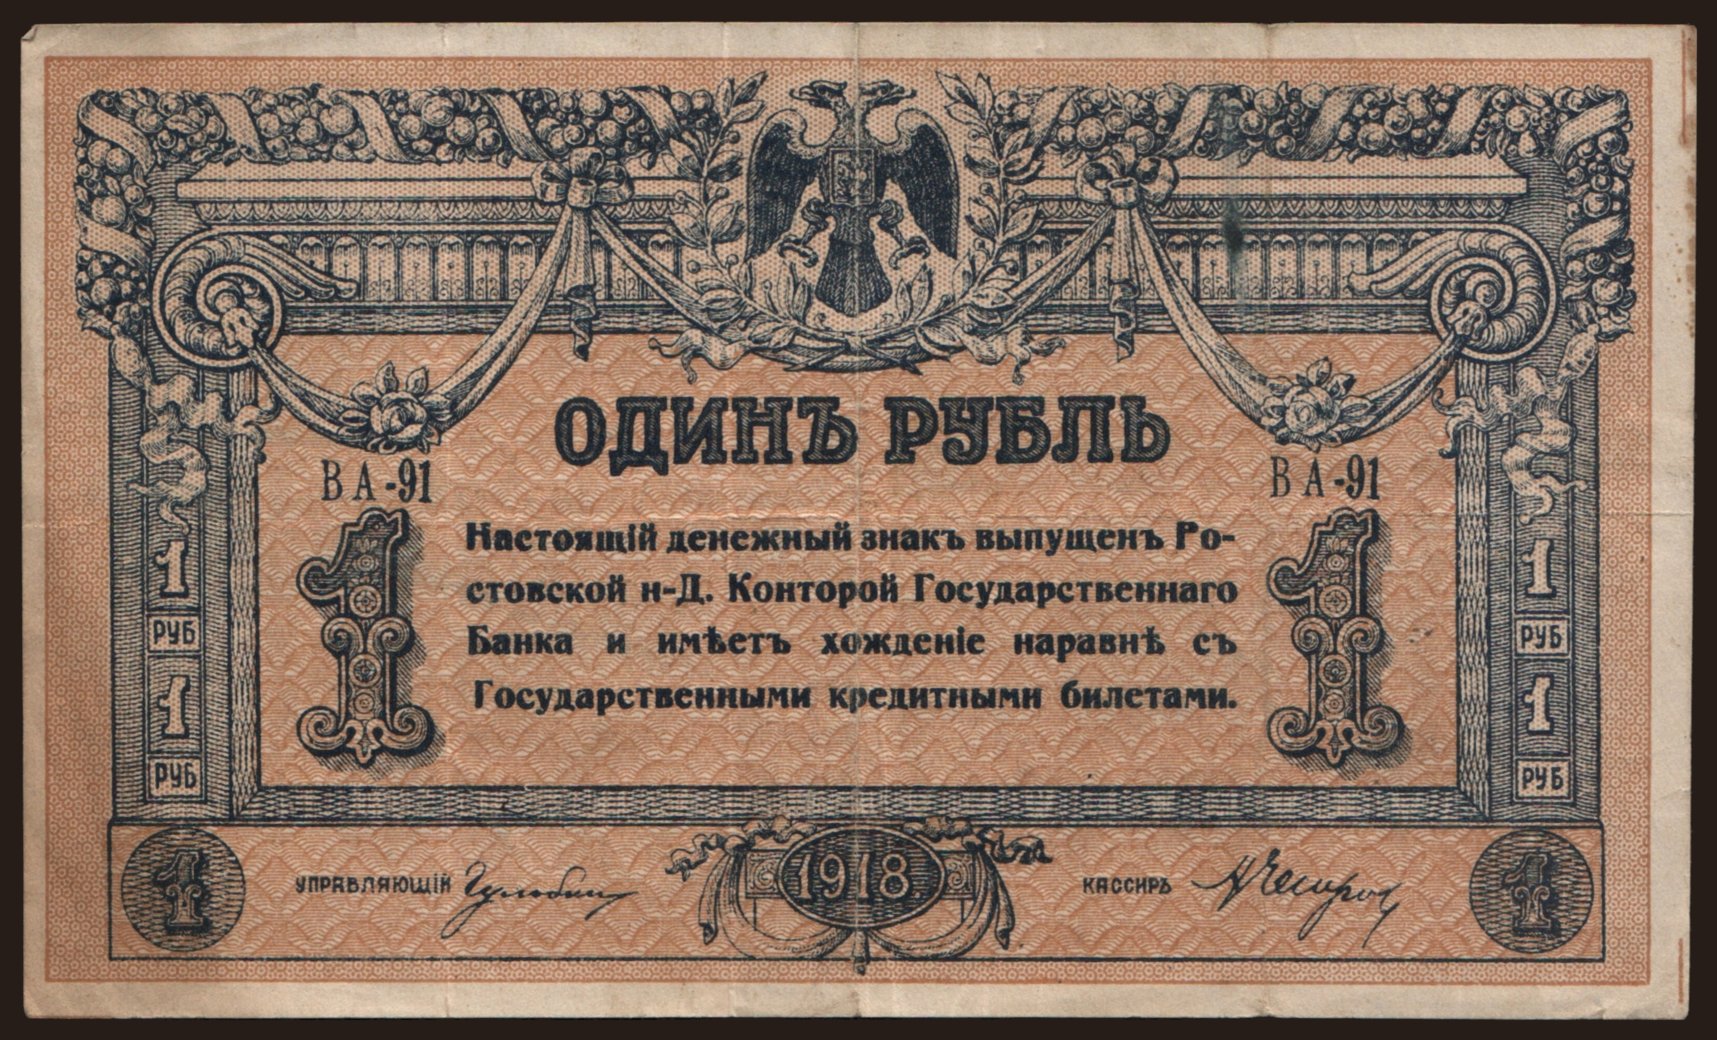 ОДИНЪ РУБЛЬ
ВА-91 ВА-91
1 1
Настоящій денежный знакъ выпущенъ Ро-
стовской н-Д. Конторой Государственнаго
Банка и имѣетъ хожденіе наравнѣ съ
Государственными кредитными билетами.
1 1
РУБ РУБ
1 1
РУБ РУБ
1 УПРАВЛЯЮЩІЙ 1918. КАССИРЪ 1